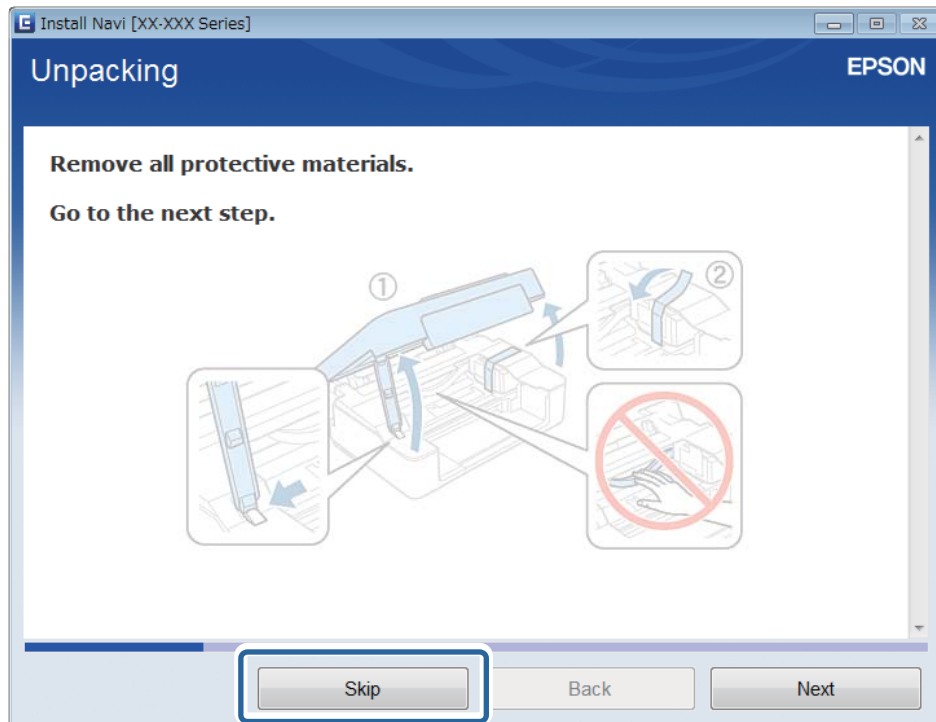 Install Navi [XX-XXX Series]
Unpacking
EPSON
Remove all protective materials.
Go to the next step.
①
②
Skip
Back
Next